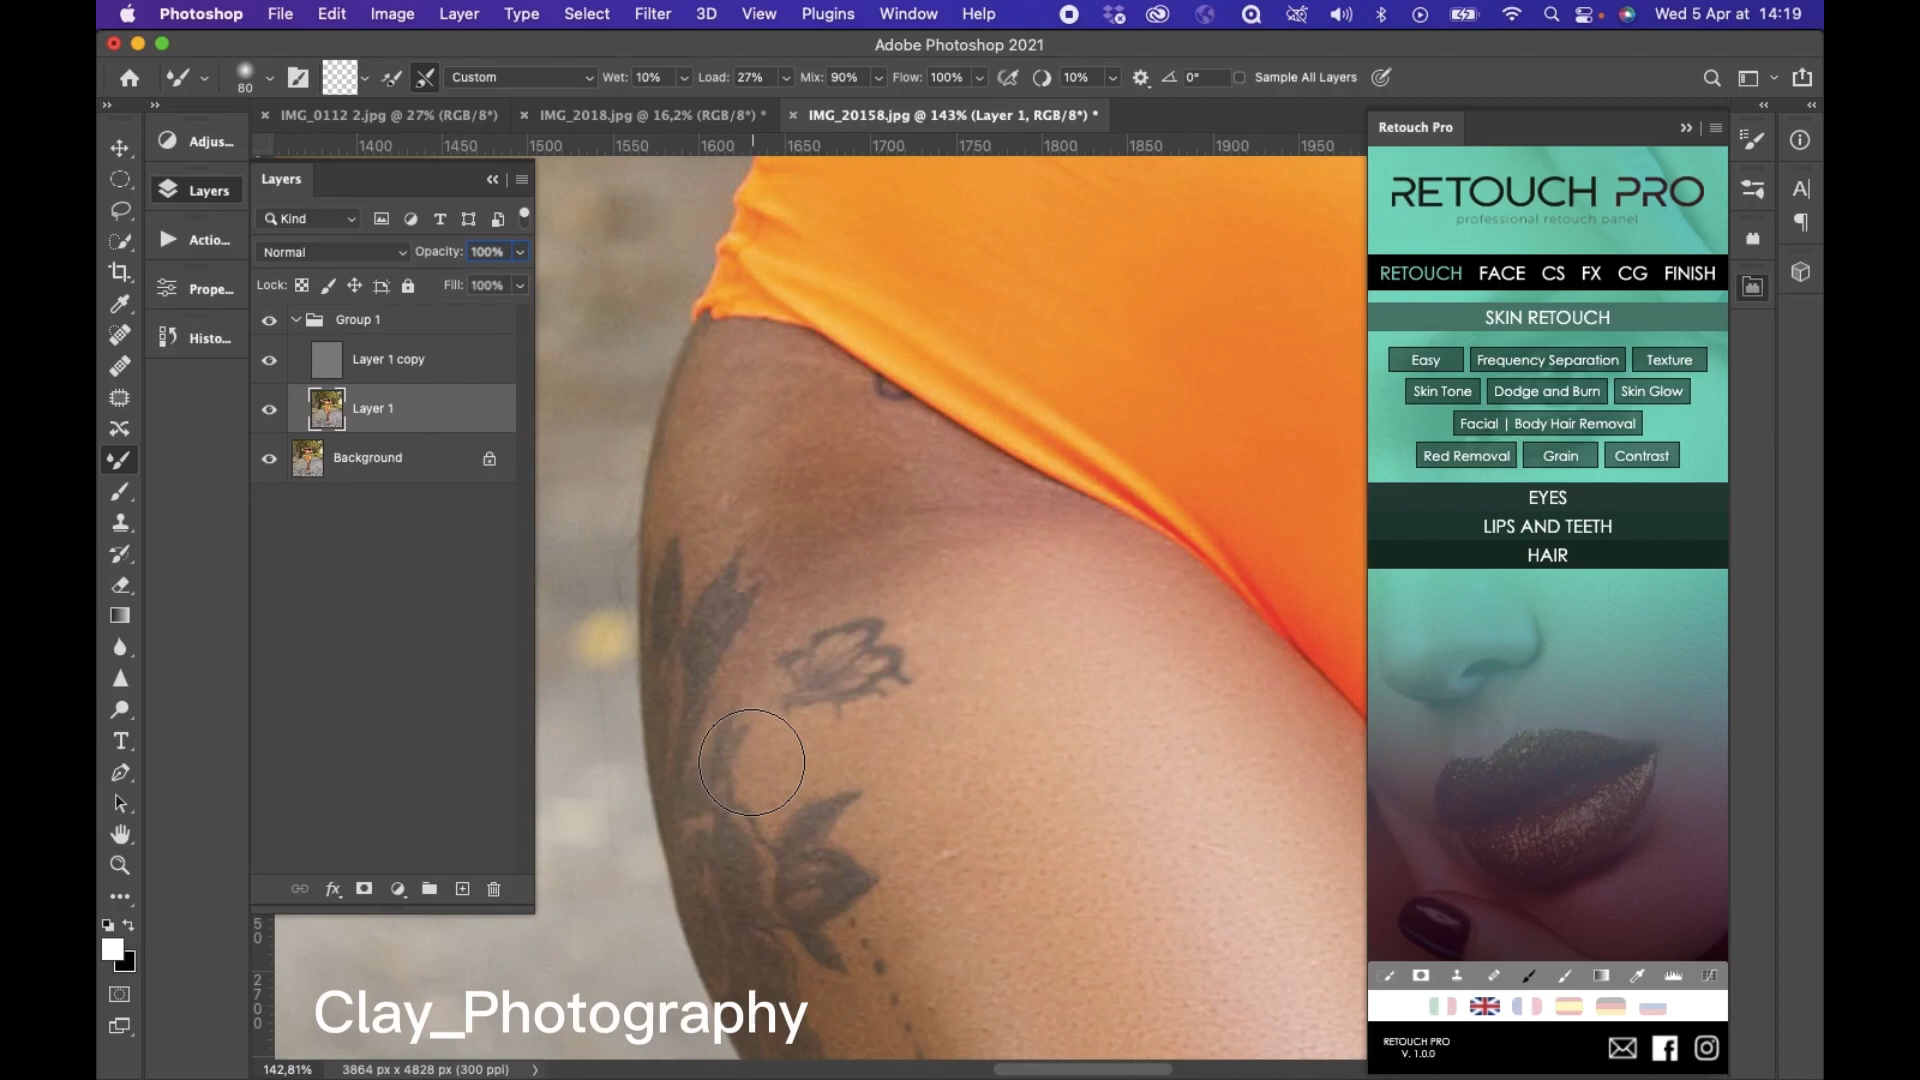 Photoshop File Edit Image Layer Type Select Filter 3D View Plugins Window Help Wed 5 Apr at 14:19
Adobe Photoshop 2021
80 Custom Wet: 10% Load: 27% Mix: 90% Flow: 100% 10% 0° Sample All Layers
IMG_0112 2.jpg @ 27% (RGB/8*) IMG_2018.jpg @ 16,2% (RGB/8*) * IMG_20158.jpg @ 143% (Layer 1, RGB/8*) *
1400 1450 1500 1550 1600 1650 1700 1750 1800 1850 1900 1950
Adjus...
Layers
Actio...
Prope...
Histo...
Layers
Kind
Normal Opacity: 100%
Lock: Fill: 100%
Group 1
Layer 1 copy
Layer 1
Background
fx
5
0
2
7
0
0
Clay_Photography
142,81% 3864 px x 4828 px (300 ppi)
Retouch Pro
RETOUCH PRO
professional retouch panel
RETOUCH FACE CS FX CG FINISH
SKIN RETOUCH
Easy Frequency Separation Texture
Skin Tone Dodge and Burn Skin Glow
Facial | Body Hair Removal
Red Removal Grain Contrast
EYES
LIPS AND TEETH
HAIR
RETOUCH PRO
V. 1.0.0